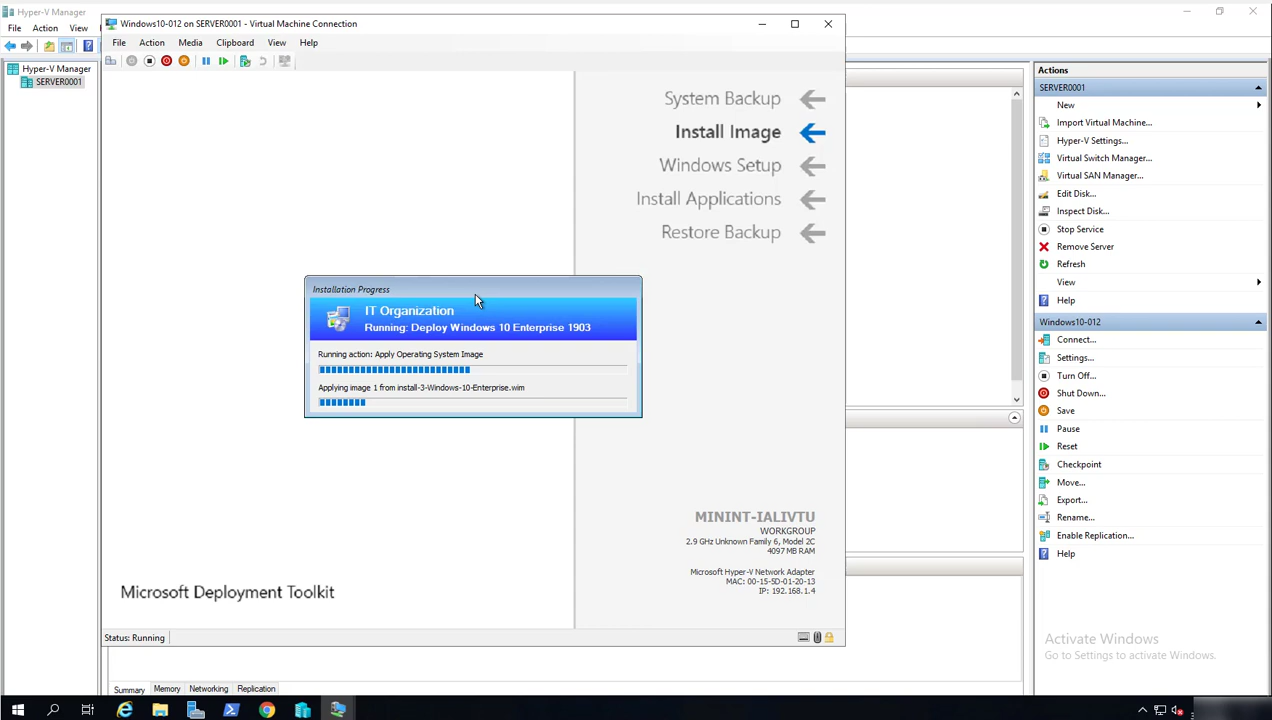 Hyper-V Manager
File Action View
Hyper-V Manager
SERVER0001
Windows10-012 on SERVER0001 - Virtual Machine Connection
File Action Media Clipboard View Help
System Backup
Install Image
Windows Setup
Install Applications
Restore Backup
Installation Progress
IT Organization
Running: Deploy Windows 10 Enterprise 1903
Running action: Apply Operating System Image
Applying image 1 from install-3-Windows-10-Enterprise.wim
MININT-IALIVTU
WORKGROUP
2.9 GHz Unknown Family 6, Model 2C
4097 MB RAM
Microsoft Hyper-V Network Adapter
MAC: 00-15-5D-01-20-13
IP: 192.168.1.4
Microsoft Deployment Toolkit
Status: Running
Summary Memory Networking Replication
Actions
SERVER0001
New
Import Virtual Machine...
Hyper-V Settings...
Virtual Switch Manager...
Virtual SAN Manager...
Edit Disk...
Inspect Disk...
Stop Service
Remove Server
Refresh
View
Help
Windows10-012
Connect...
Settings...
Turn Off...
Shut Down...
Save
Pause
Reset
Checkpoint
Move...
Export...
Rename...
Enable Replication...
Help
Activate Windows
Go to Settings to activate Windows.